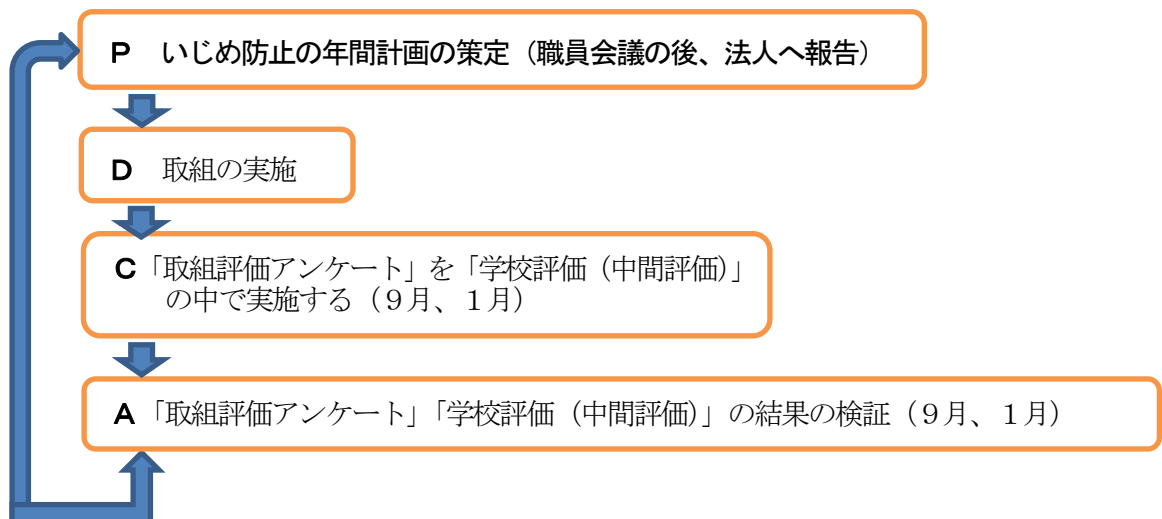 P　いじめ防止の年間計画の策定（職員会議の後、法人へ報告）
D　取組の実施
C「取組評価アンケート」を「学校評価（中間評価）」
の中で実施する（９月、１月）
A「取組評価アンケート」「学校評価（中間評価）」の結果の検証（９月、１月）